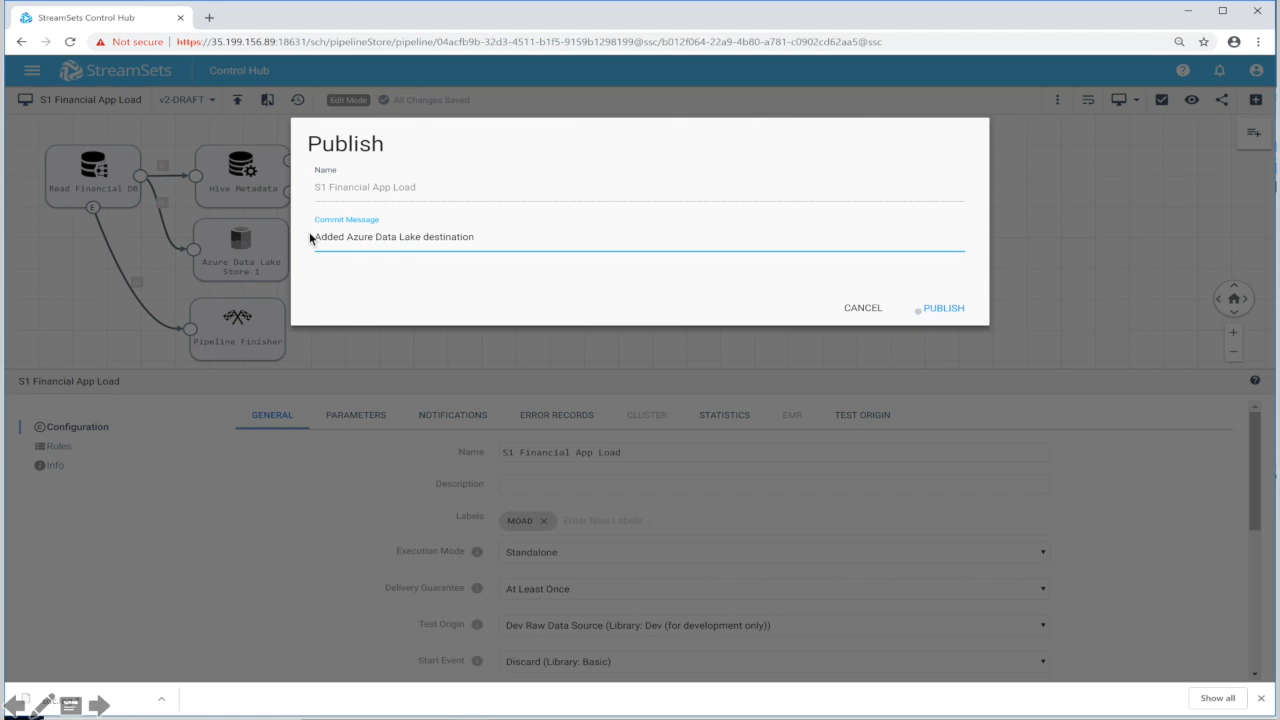 StreamSets Control Hub
Not secure
https://35.199.156.89:18631/sch/pipelineStore/pipeline/04acfb9b-32d3-4511-b1f5-9159b1298199@ssc/b012f064-22a9-4b80-a781-c0902cd62aa5@ssc
StreamSets
Control Hub
S1 Financial App Load
v2-DRAFT
Edit Mode
All Changes Saved
Read Financial DB
E
Hive Metadata
Azure Data Lake
Store 1
Pipeline Finisher
Publish
Name
S1 Financial App Load
Commit Message
Added Azure Data Lake destination
CANCEL
PUBLISH
S1 Financial App Load
Configuration
Rules
Info
GENERAL
PARAMETERS
NOTIFICATIONS
ERROR RECORDS
CLUSTER
STATISTICS
EMR
TEST ORIGIN
Name
S1 Financial App Load
Description
Labels
MOAD
Enter New Labels
Execution Mode
Standalone
Delivery Guarantee
At Least Once
Test Origin
Dev Raw Data Source (Library: Dev (for development only))
Start Event
Discard (Library: Basic)
Show all